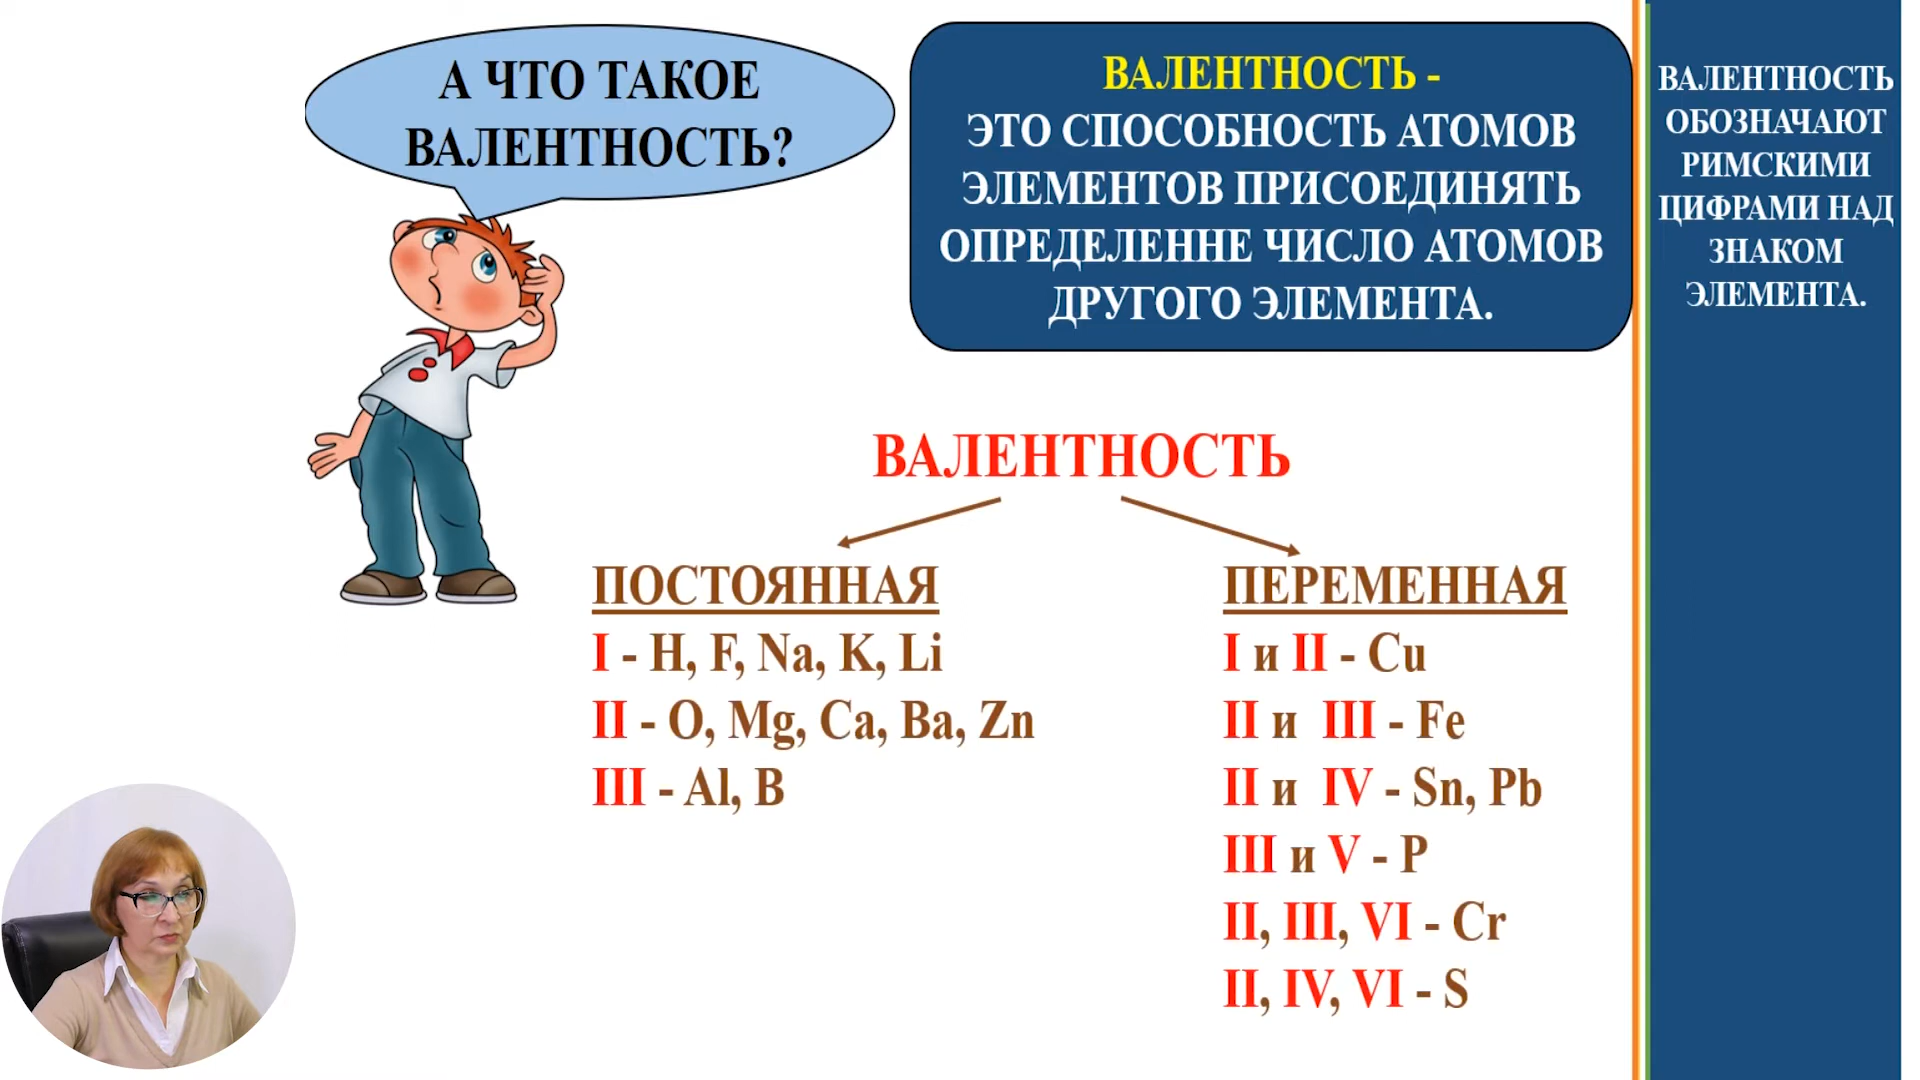 А ЧТО ТАКОЕ
ВАЛЕНТНОСТЬ?
ВАЛЕНТНОСТЬ -
ЭТО СПОСОБНОСТЬ АТОМОВ
ЭЛЕМЕНТОВ ПРИСОЕДИНЯТЬ
ОПРЕДЕЛЕННЕ ЧИСЛО АТОМОВ
ДРУГОГО ЭЛЕМЕНТА.
ВАЛЕНТНОСТЬ
ОБОЗНАЧАЮТ
РИМСКИМИ
ЦИФРАМИ НАД
ЗНАКОМ
ЭЛЕМЕНТА.
ВАЛЕНТНОСТЬ
ПОСТОЯННАЯ
I - H, F, Na, K, Li
II - O, Mg, Ca, Ba, Zn
III - Al, B
ПЕРЕМЕННАЯ
I и II - Cu
II и III - Fe
II и IV - Sn, Pb
III и V - P
II, III, VI - Cr
II, IV, VI - S